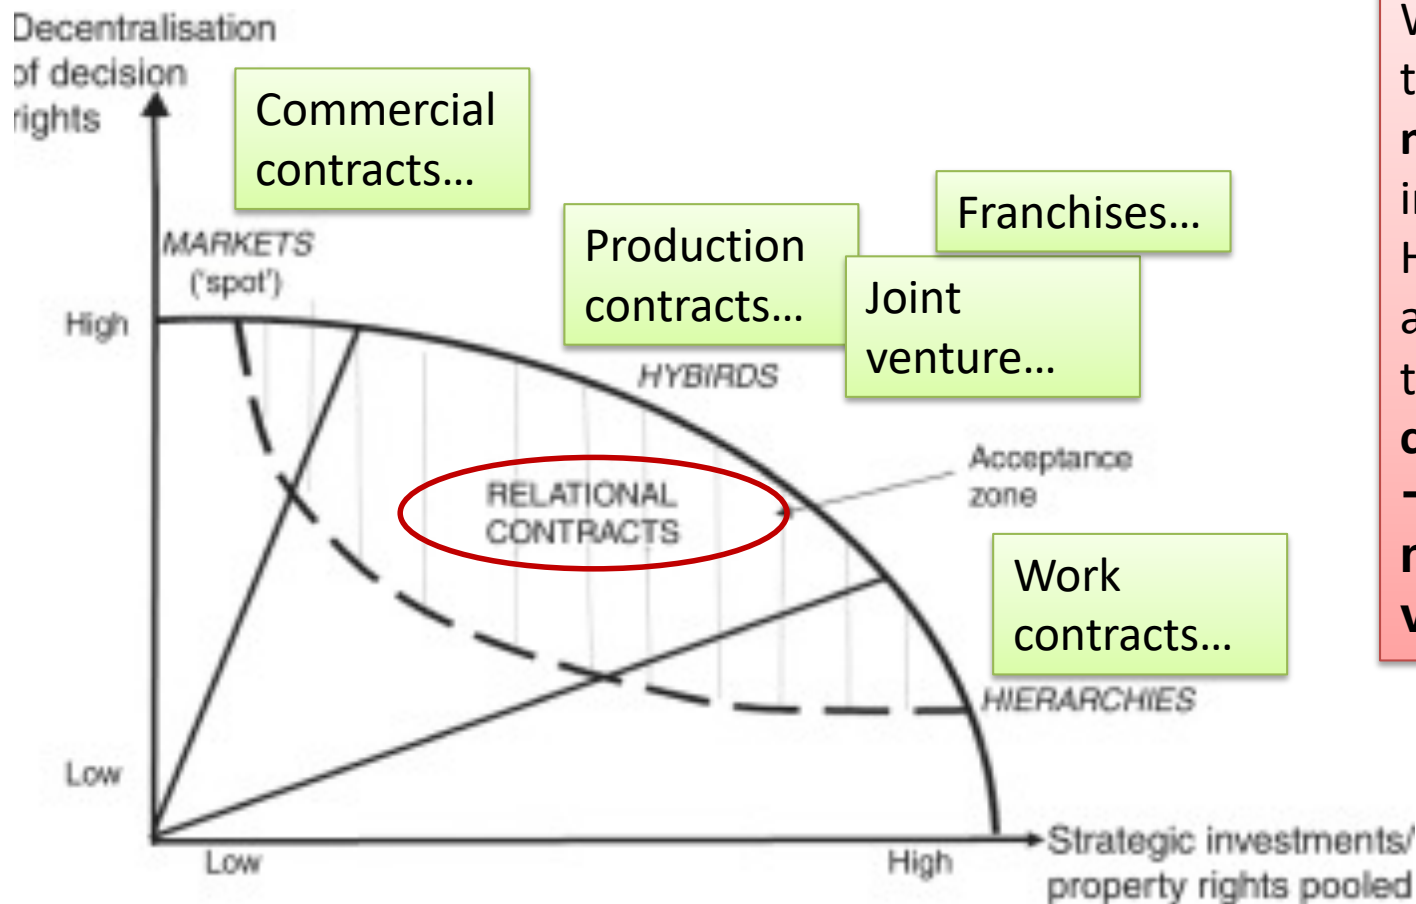 Decentralisation
of decision
rights
Commercial
contracts...
MARKETS
('spot')
Production
contracts...
Franchises...
Joint
venture...
High
HYBIRDS
RELATIONAL
CONTRACTS
Acceptance
zone
Work
contracts...
HIERARCHIES
Low
Low
High
Strategic investments/
property rights pooled